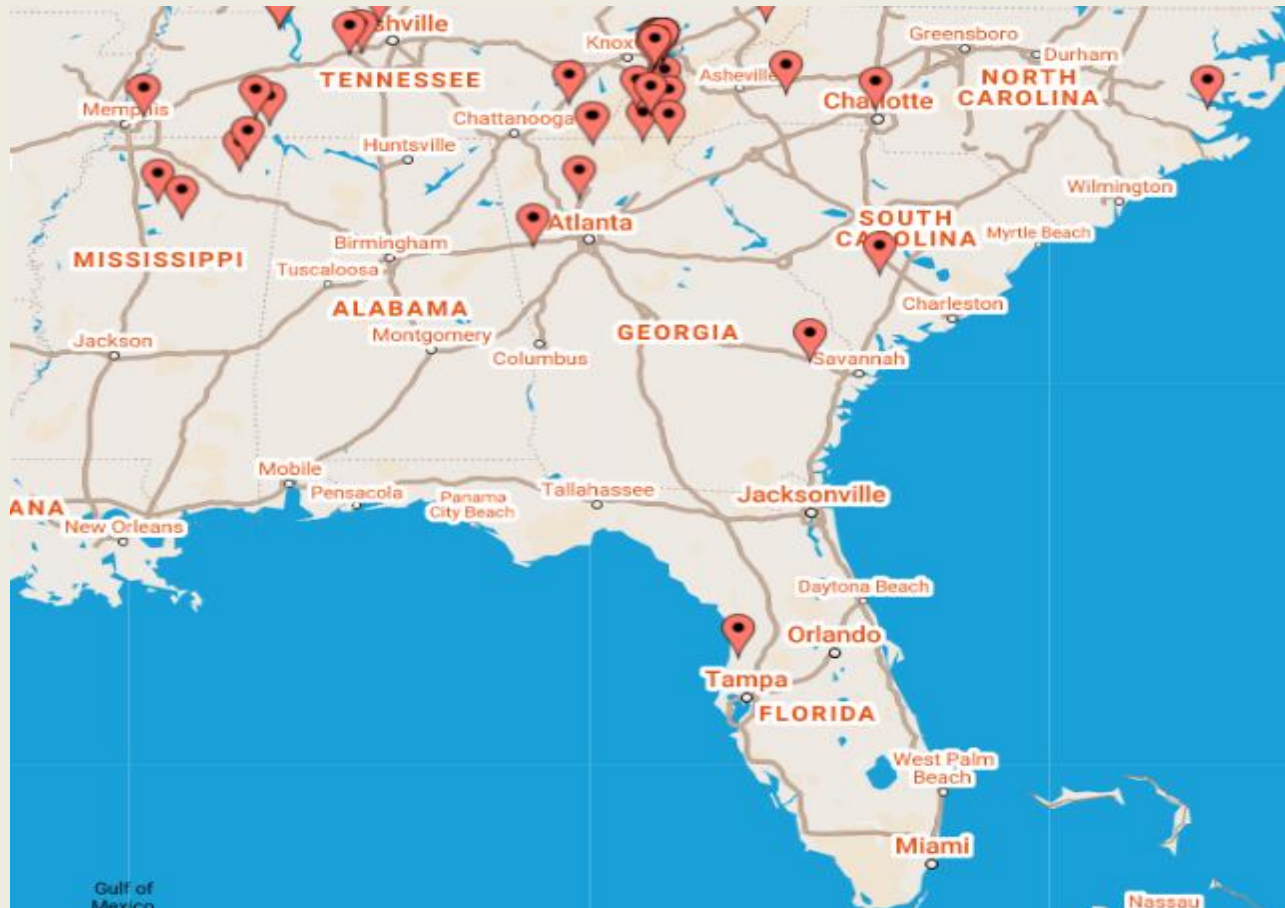 shville
Greensboro
Knox
Durham
TENNESSEE
Asheville
NORTH
CAROLINA
Memphis
Charlotte
Chattanooga
Huntsville
Wilmington
Atlanta
SOUTH
CAROLINA
Myrtle Beach
Birmingham
MISSISSIPPI
Tuscaloosa
Charleston
ALABAMA
GEORGIA
Jackson
Montgomery
Columbus
Savannah
Mobile
Pensacola
Panama
City Beach
Tallahassee
Jacksonville
ANA
New Orleans
Daytona Beach
Orlando
Tampa
FLORIDA
West Palm
Beach
Miami
Gulf of
Mexico
Nassau